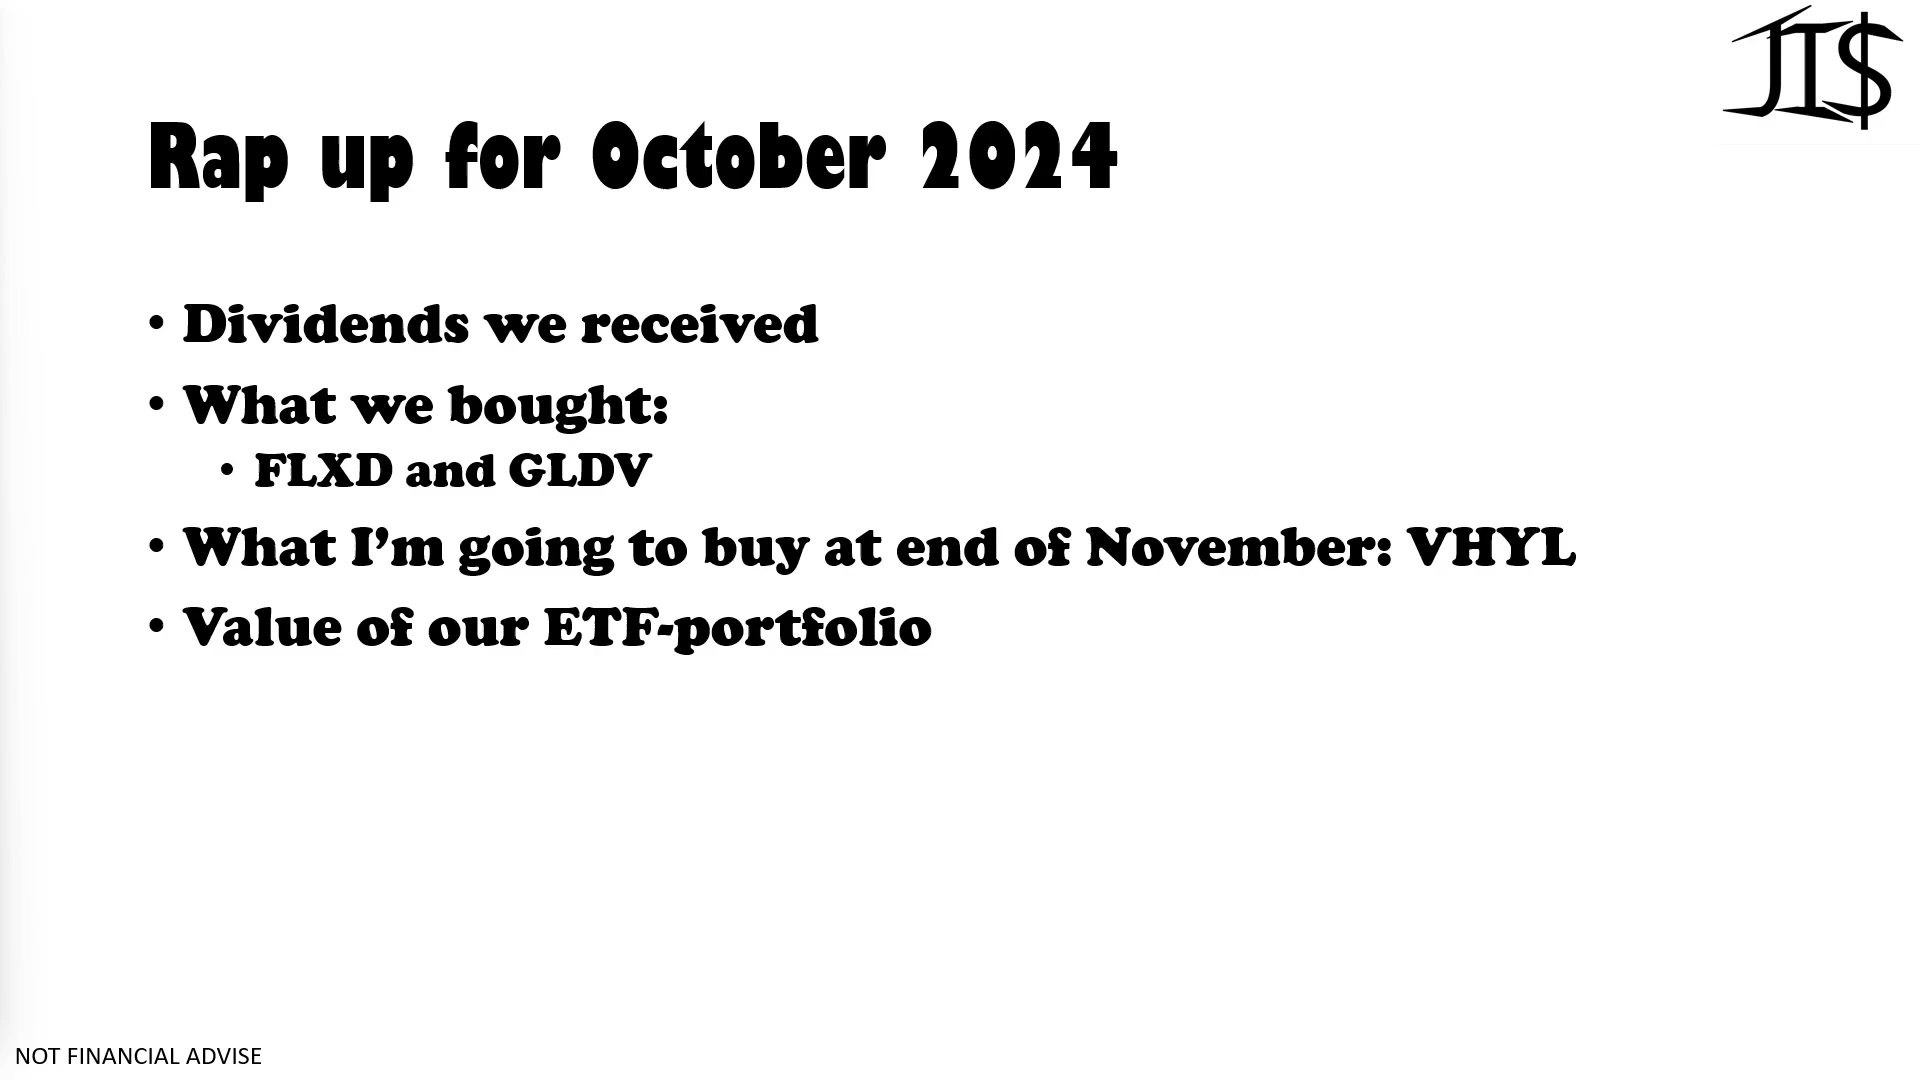 JI$
Rap up for October 2024
• Dividends we received
• What we bought:
• FLXD and GLDV
• What I’m going to buy at end of November: VHYL
• Value of our ETF-portfolio
NOT FINANCIAL ADVISE